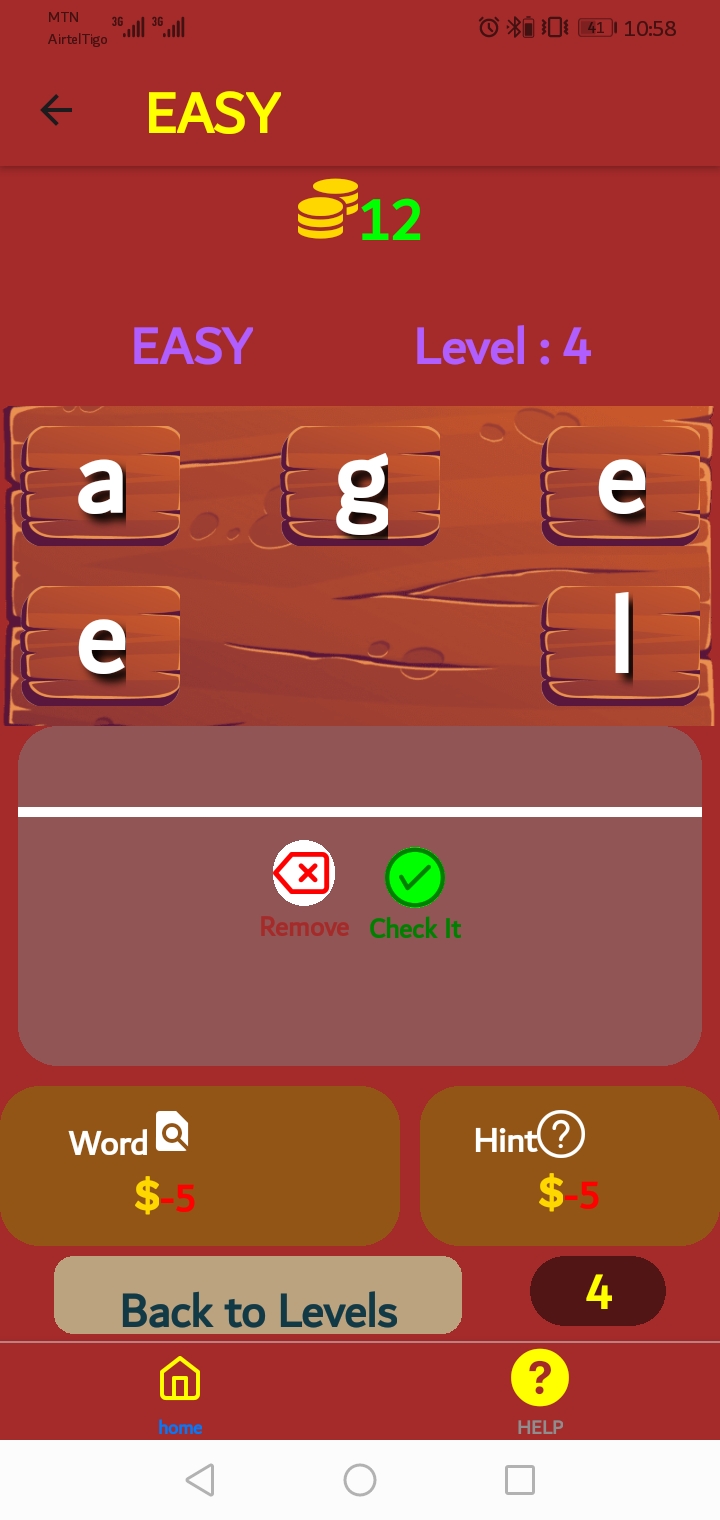 MTN
AirtelTigo 3G 3G 41 10:58
EASY
12
EASY Level : 4
a g e
e l
Remove Check It
Word Hint ?
$-5 $-5
Back to Levels 4
?
home HELP